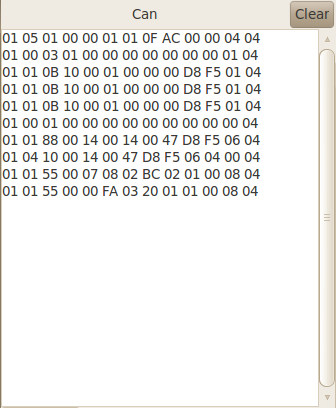 Can
Clear
01 05 01 00 00 01 01 0F AC 00 00 04 04
01 00 03 01 00 00 00 00 00 00 00 01 04
01 01 0B 10 00 01 00 00 00 D8 F5 01 04
01 01 0B 10 00 01 00 00 00 D8 F5 01 04
01 01 0B 10 00 01 00 00 00 D8 F5 01 04
01 00 01 00 00 00 00 00 00 00 00 00 04
01 01 88 00 14 00 14 00 47 D8 F5 06 04
01 04 10 00 14 00 47 D8 F5 06 04 00 04
01 01 55 00 07 08 02 BC 02 01 00 08 04
01 01 55 00 00 FA 03 20 01 01 00 08 04